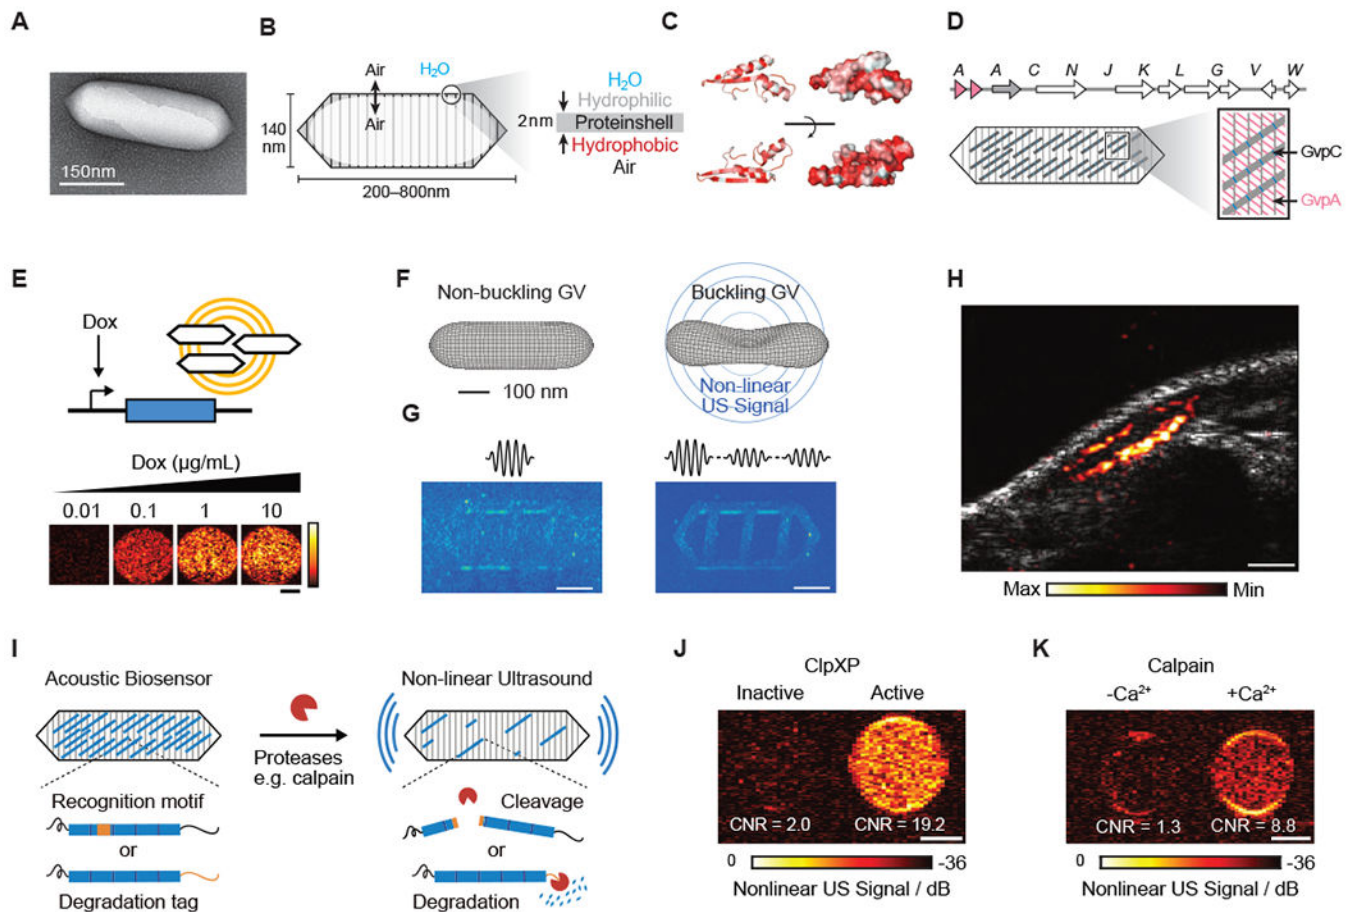 A
150nm
B
Air
H₂O
Air
140
nm
200–800nm
H₂O
Hydrophilic
2nm
Proteinshell
Hydrophobic
Air
C
D
A A C N J K L G V W
GvpC
GvpA
E
Dox
Dox (µg/mL)
0.01 0.1 1 10
F
Non-buckling GV
Buckling GV
100 nm
Non-linear
US Signal
G
H
Max Min
I
Acoustic Biosensor
Non-linear Ultrasound
Proteases
e.g. calpain
Recognition motif
Cleavage
or
or
Degradation tag
Degradation
J
ClpXP
Inactive Active
CNR = 2.0 CNR = 19.2
0 -36
Nonlinear US Signal / dB
K
Calpain
-Ca²⁺ +Ca²⁺
CNR = 1.3 CNR = 8.8
0 -36
Nonlinear US Signal / dB